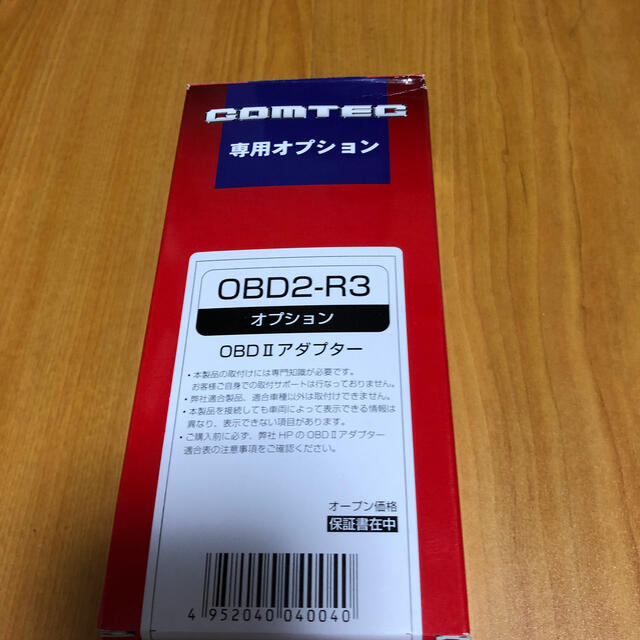 COMTEC
専用オプション
OBD2-R3
オプション
OBDⅡアダプター
・本製品の取付けには専門知識が必要です。
お客様ご自身での取付サポートは行なっておりません。
・弊社適合製品、適合車種以外は取付けできません。
・本製品を接続しても車両によって表示できる情報は
異なり、表示できない項目があります。
・ご購入前に必ず、弊社HPのOBDⅡアダプター
適合表の注意事項をご確認ください。
オープン価格
保証書在中
4 952040 040040